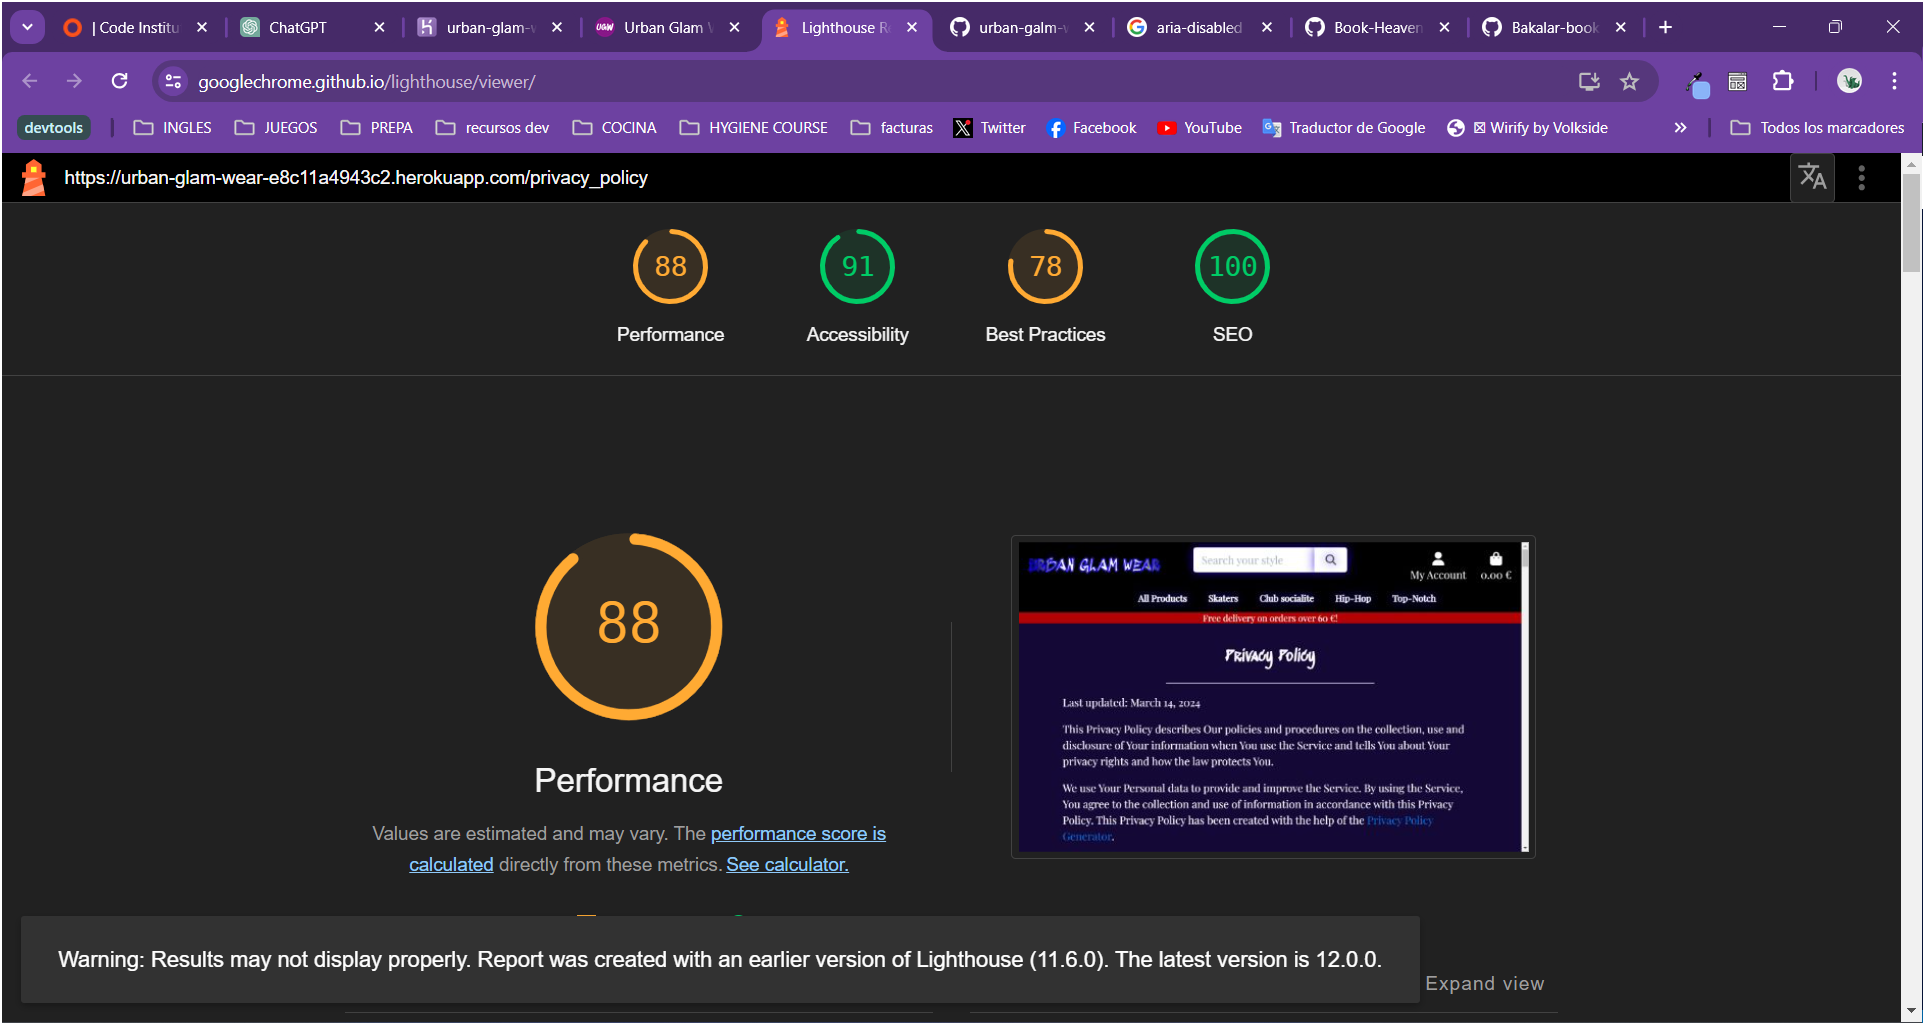 | Code Institu
ChatGPT
urban-glam-w
Urban Glam W
Lighthouse Re
urban-galm-w
aria-disabled
Book-Heaven
Bakalar-book
googlechrome.github.io/lighthouse/viewer/
devtools
INGLES
JUEGOS
PREPA
recursos dev
COCINA
HYGIENE COURSE
facturas
Twitter
Facebook
YouTube
Traductor de Google
Wirify by Volkside
Todos los marcadores
https://urban-glam-wear-e8c11a4943c2.herokuapp.com/privacy_policy
88
91
78
100
Performance
Accessibility
Best Practices
SEO
88
Performance
Values are estimated and may vary. The performance score is
calculated directly from these metrics. See calculator.
URBAN GLAM WEAR
Search your style
My Account
0.00 €
All Products
Skaters
Club socialite
Hip-Hop
Top-Notch
Free delivery on orders over 60 €!
Privacy Policy
Last updated: March 14, 2024
This Privacy Policy describes Our policies and procedures on the collection, use and
disclosure of Your information when You use the Service and tells You about Your
privacy rights and how the law protects You.
We use Your Personal data to provide and improve the Service. By using the Service,
You agree to the collection and use of information in accordance with this Privacy
Policy. This Privacy Policy has been created with the help of the Privacy Policy
Generator.
Warning: Results may not display properly. Report was created with an earlier version of Lighthouse (11.6.0). The latest version is 12.0.0.
Expand view